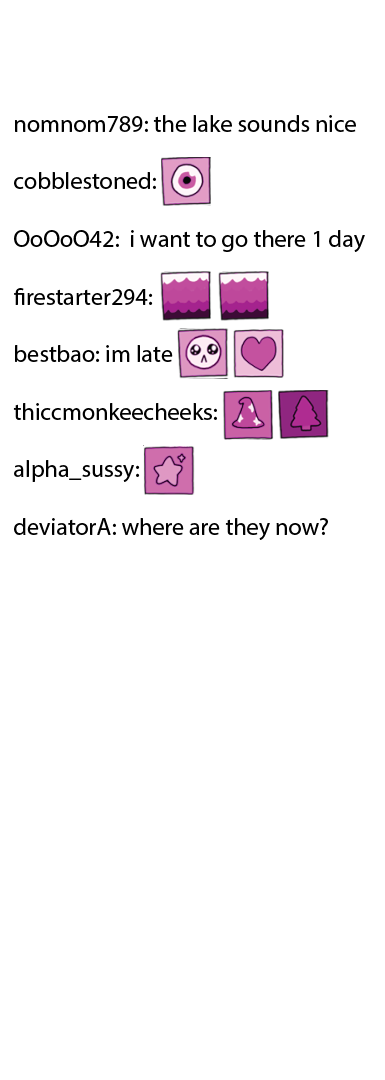 nomnom789: the lake sounds nice
cobblestoned:
OoOoO42: i want to go there 1 day
firestarter294:
bestbao: im late
thiccmonkeecheeks:
alpha_sussy:
deviatorA: where are they now?